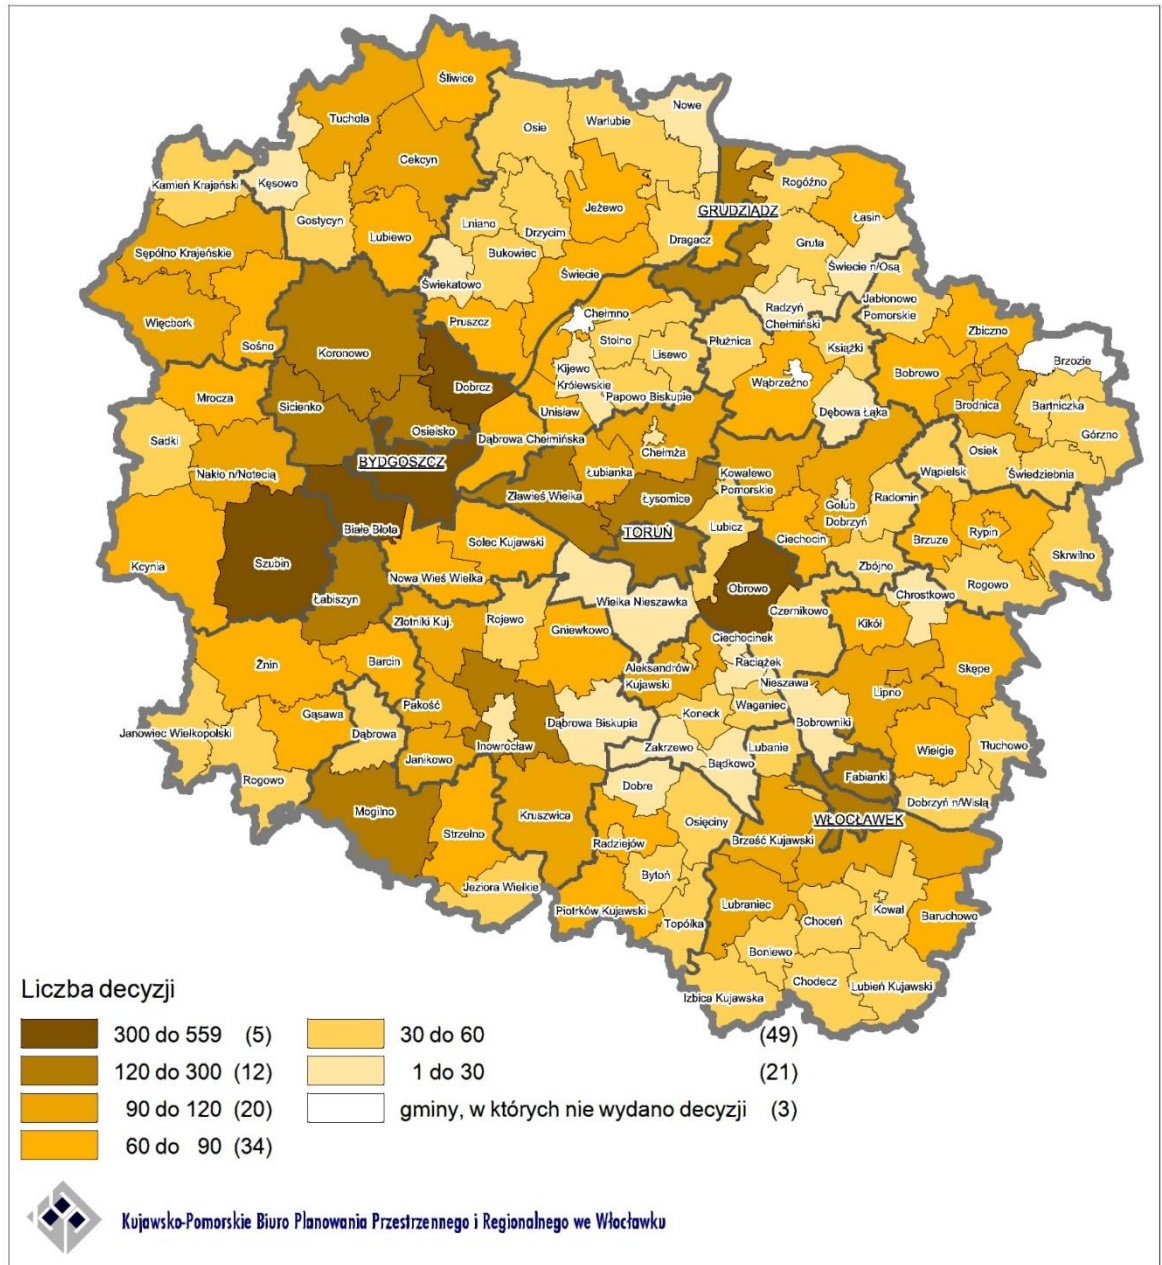 Śliwice
Tuchola
Nowe
Osie
Warlubie
Cekcyn
Kamień Krajeński
Kęsowo
Rogóźno
Jeżewo
GRUDZIĄDZ
Łasin
Gostycyn
Lniano
Drzycim
Lubiewo
Dragacz
Gruta
Sępólno Krajeńskie
Bukowiec
Świecie
Świecie n/Osą
Świekatowo
Jabłonowo
Pomorskie
Radzyń
Chełmiński
Chełmno
Więcbork
Pruszcz
Zbiczno
Stolno
Płużnica
Książki
Sośno
Koronowo
Lisewo
Brzozie
Kijewo
Królewskie
Wąbrzeźno
Bobrowo
Dobrcz
Mrocza
Papowo Biskupie
Sicienko
Brodnica
Bartniczka
Unisław
Dębowa Łąka
Osielsko
Górzno
Sadki
Dąbrowa Chełmińska
Chełmża
Osiek
BYDGOSZCZ
Wąpielsk
Świedziebnia
Nakło n/Notecią
Łubianka
Kowalewo
Pomorskie
Zławieś Wielka
Łysomice
Radomin
Golub
Dobrzyń
Białe Błota
TORUŃ
Lubicz
Rypin
Solec Kujawski
Ciechocin
Brzuze
Skrwilno
Kcynia
Szubin
Zbójno
Nowa Wieś Wielka
Obrowo
Rogowo
Łabiszyn
Wielka Nieszawka
Chrostkowo
Czernikowo
Złotniki Kuj.
Rojewo
Kikół
Gniewkowo
Ciechocinek
Żnin
Barcin
Aleksandrów
Kujawski
Raciążek
Skępe
Nieszawa
Lipno
Pakość
Waganiec
Gąsawa
Koneck
Bobrowniki
Janowiec Wielkopolski
Dąbrowa
Dąbrowa Biskupia
Inowrocław
Zakrzewo
Lubanie
Wielgie
Tłuchowo
Janikowo
Bądkowo
Rogowo
Dobre
Fabianki
Dobrzyń n/Wisłą
Mogilno
Kruszwica
Osięciny
WŁOCŁAWEK
Strzelno
Radziejów
Brześć Kujawski
Bytoń
Jeziora Wielkie
Lubraniec
Kowal
Piotrków Kujawski
Choceń
Baruchowo
Topólka
Boniewo
Chodecz
Lubień Kujawski
Izbica Kujawska
Liczba decyzji
300 do 559 (5)
120 do 300 (12)
90 do 120 (20)
60 do 90 (34)
30 do 60 (49)
1 do 30 (21)
gminy, w których nie wydano decyzji (3)
Kujawsko-Pomorskie Biuro Planowania Przestrzennego i Regionalnego we Włocławku